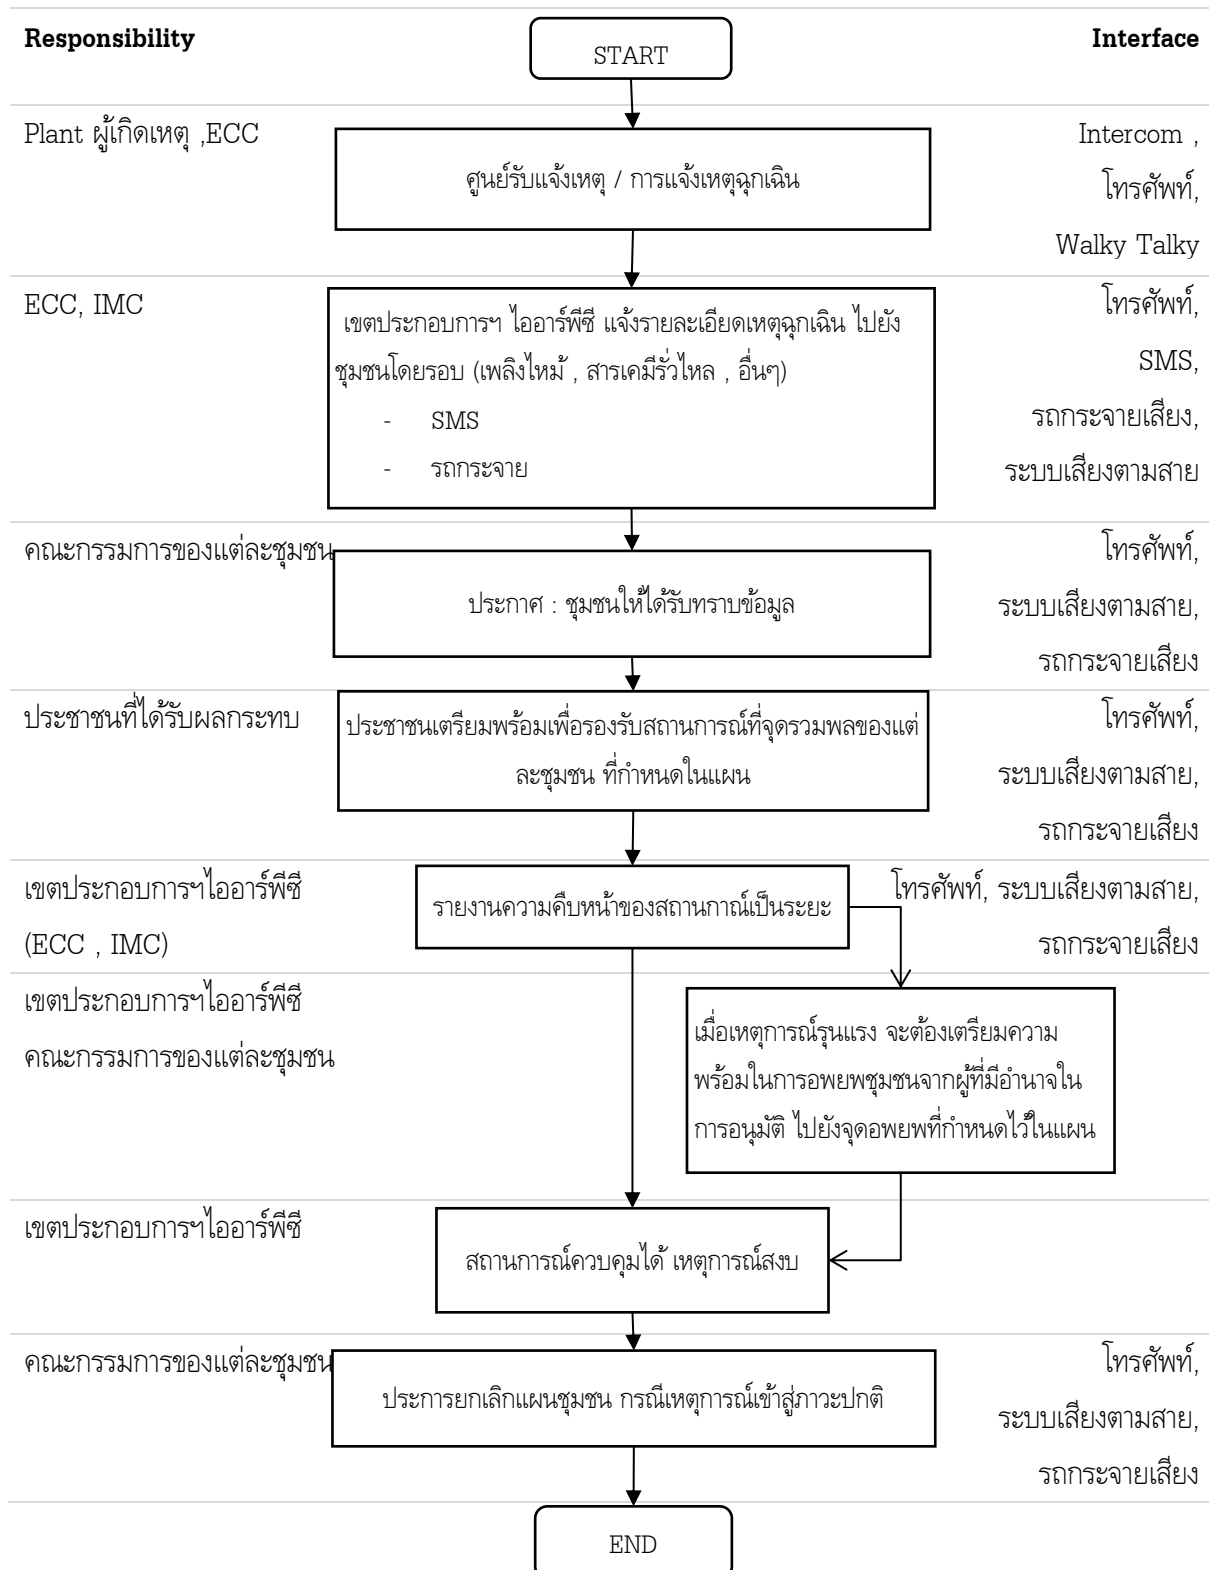 Responsibility
START
Interface
Plant ผู้เกิดเหตุ ,ECC
ศูนย์รับแจ้งเหตุ / การแจ้งเหตุฉุกเฉิน
Intercom ,
โทรศัพท์,
Walky Talky
ECC, IMC
เขตประกอบการฯ ไออาร์พีซี แจ้งรายละเอียดเหตุฉุกเฉิน ไปยัง
ชุมชนโดยรอบ (เพลิงไหม้ , สารเคมีรั่วไหล , อื่นๆ)
- SMS
- รถกระจาย
โทรศัพท์,
SMS,
รถกระจายเสียง,
ระบบเสียงตามสาย
คณะกรรมการของแต่ละชุมชน
ประกาศ : ชุมชนให้ได้รับทราบข้อมูล
โทรศัพท์,
ระบบเสียงตามสาย,
รถกระจายเสียง
ประชาชนที่ได้รับผลกระทบ
ประชาชนเตรียมพร้อมเพื่อรองรับสถานการณ์ที่จุดรวมพลของแต่
ละชุมชน ที่กำหนดในแผน
โทรศัพท์,
ระบบเสียงตามสาย,
รถกระจายเสียง
เขตประกอบการฯไออาร์พีซี
(ECC , IMC)
รายงานความคืบหน้าของสถานกาณ์เป็นระยะ
โทรศัพท์, ระบบเสียงตามสาย,
รถกระจายเสียง
เขตประกอบการฯไออาร์พีซี
คณะกรรมการของแต่ละชุมชน
เมื่อเหตุการณ์รุนแรง จะต้องเตรียมความ
พร้อมในการอพยพชุมชนจากผู้ที่มีอำนาจใน
การอนุมัติ ไปยังจุดอพยพที่กำหนดไว้ในแผน
เขตประกอบการฯไออาร์พีซี
สถานการณ์ควบคุมได้ เหตุการณ์สงบ
คณะกรรมการของแต่ละชุมชน
ประการยกเลิกแผนชุมชน กรณีเหตุการณ์เข้าสู่ภาวะปกติ
โทรศัพท์,
ระบบเสียงตามสาย,
รถกระจายเสียง
END